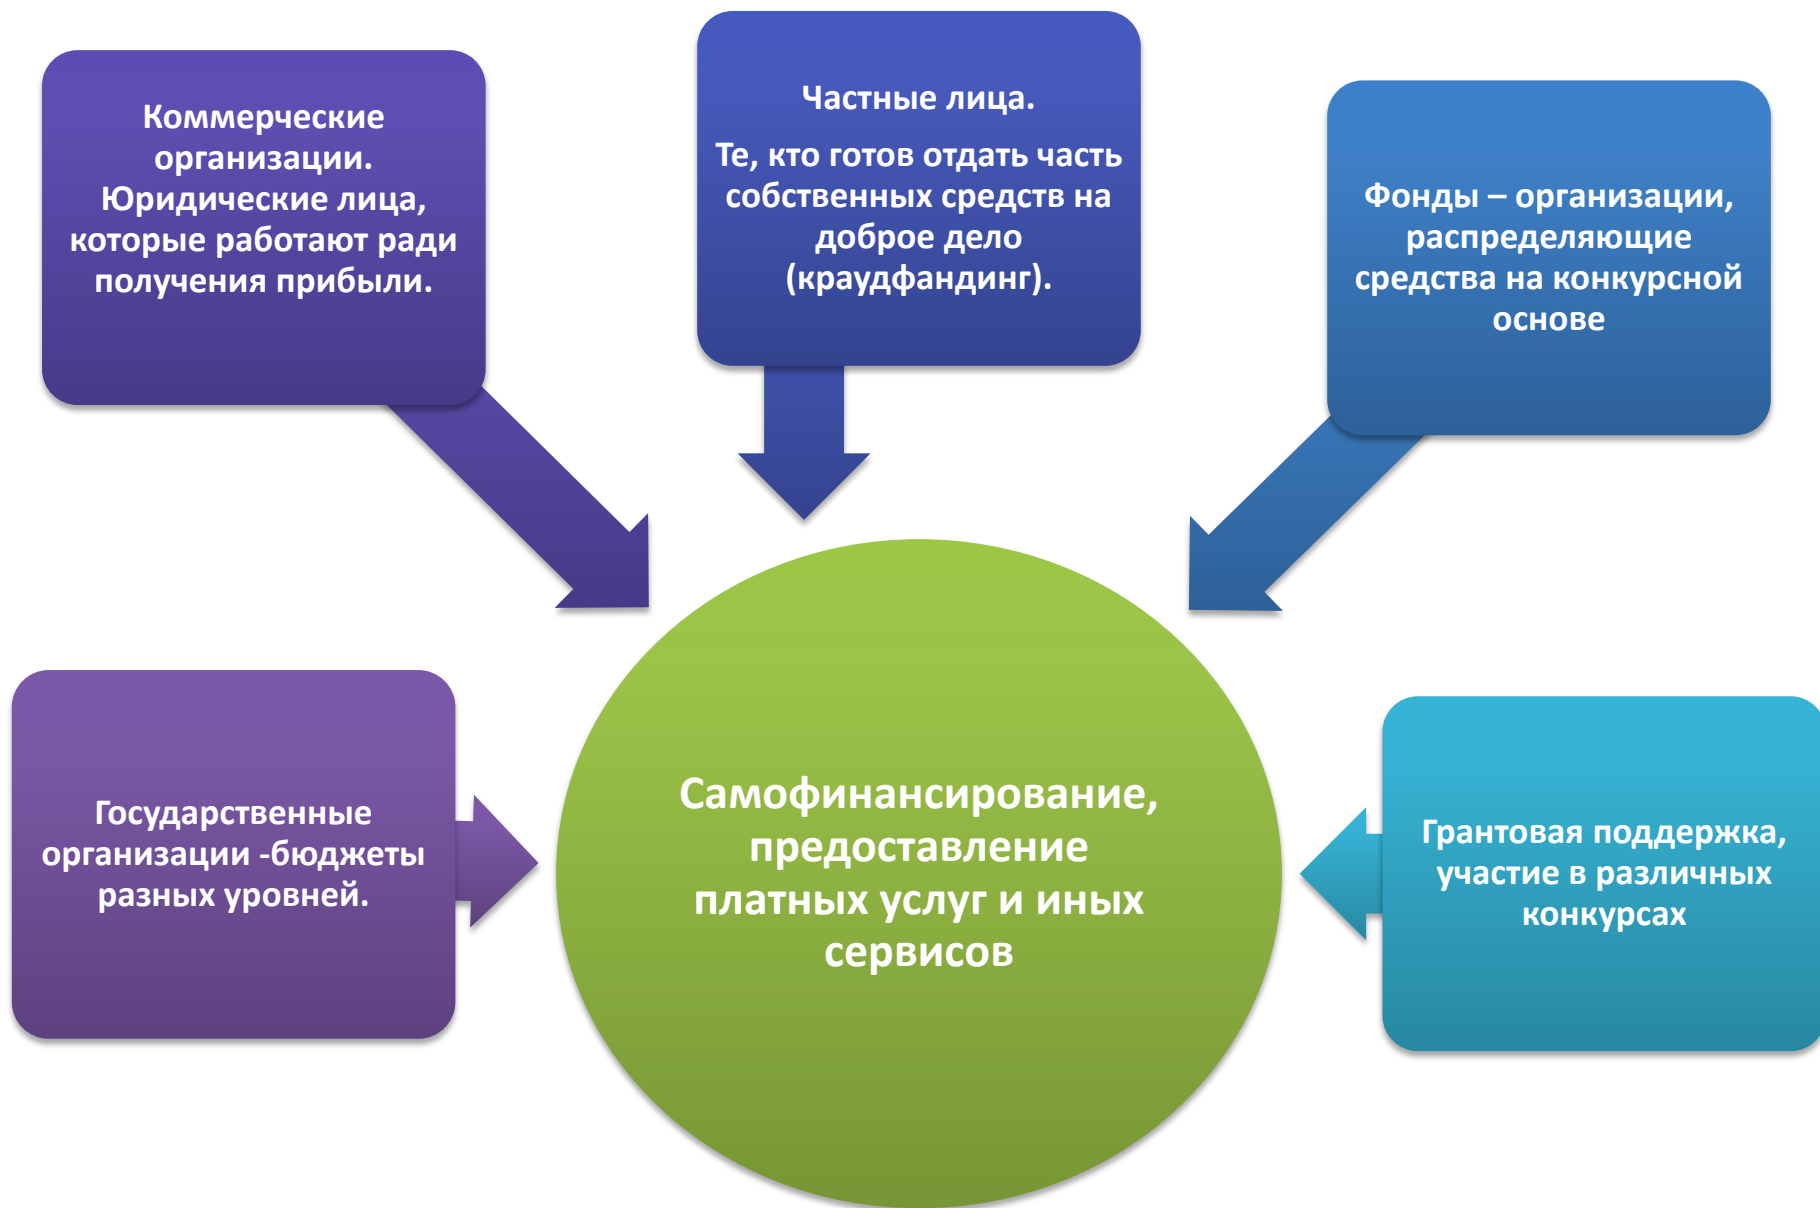 Коммерческие
организации.
Юридические лица,
которые работают ради
получения прибыли.
Частные лица.
Те, кто готов отдать часть
собственных средств на
доброе дело
(краудфандинг).
Фонды – организации,
распределяющие
средства на конкурсной
основе
Государственные
организации -бюджеты
разных уровней.
Самофинансирование,
предоставление
платных услуг и иных
сервисов
Грантовая поддержка,
участие в различных
конкурсах